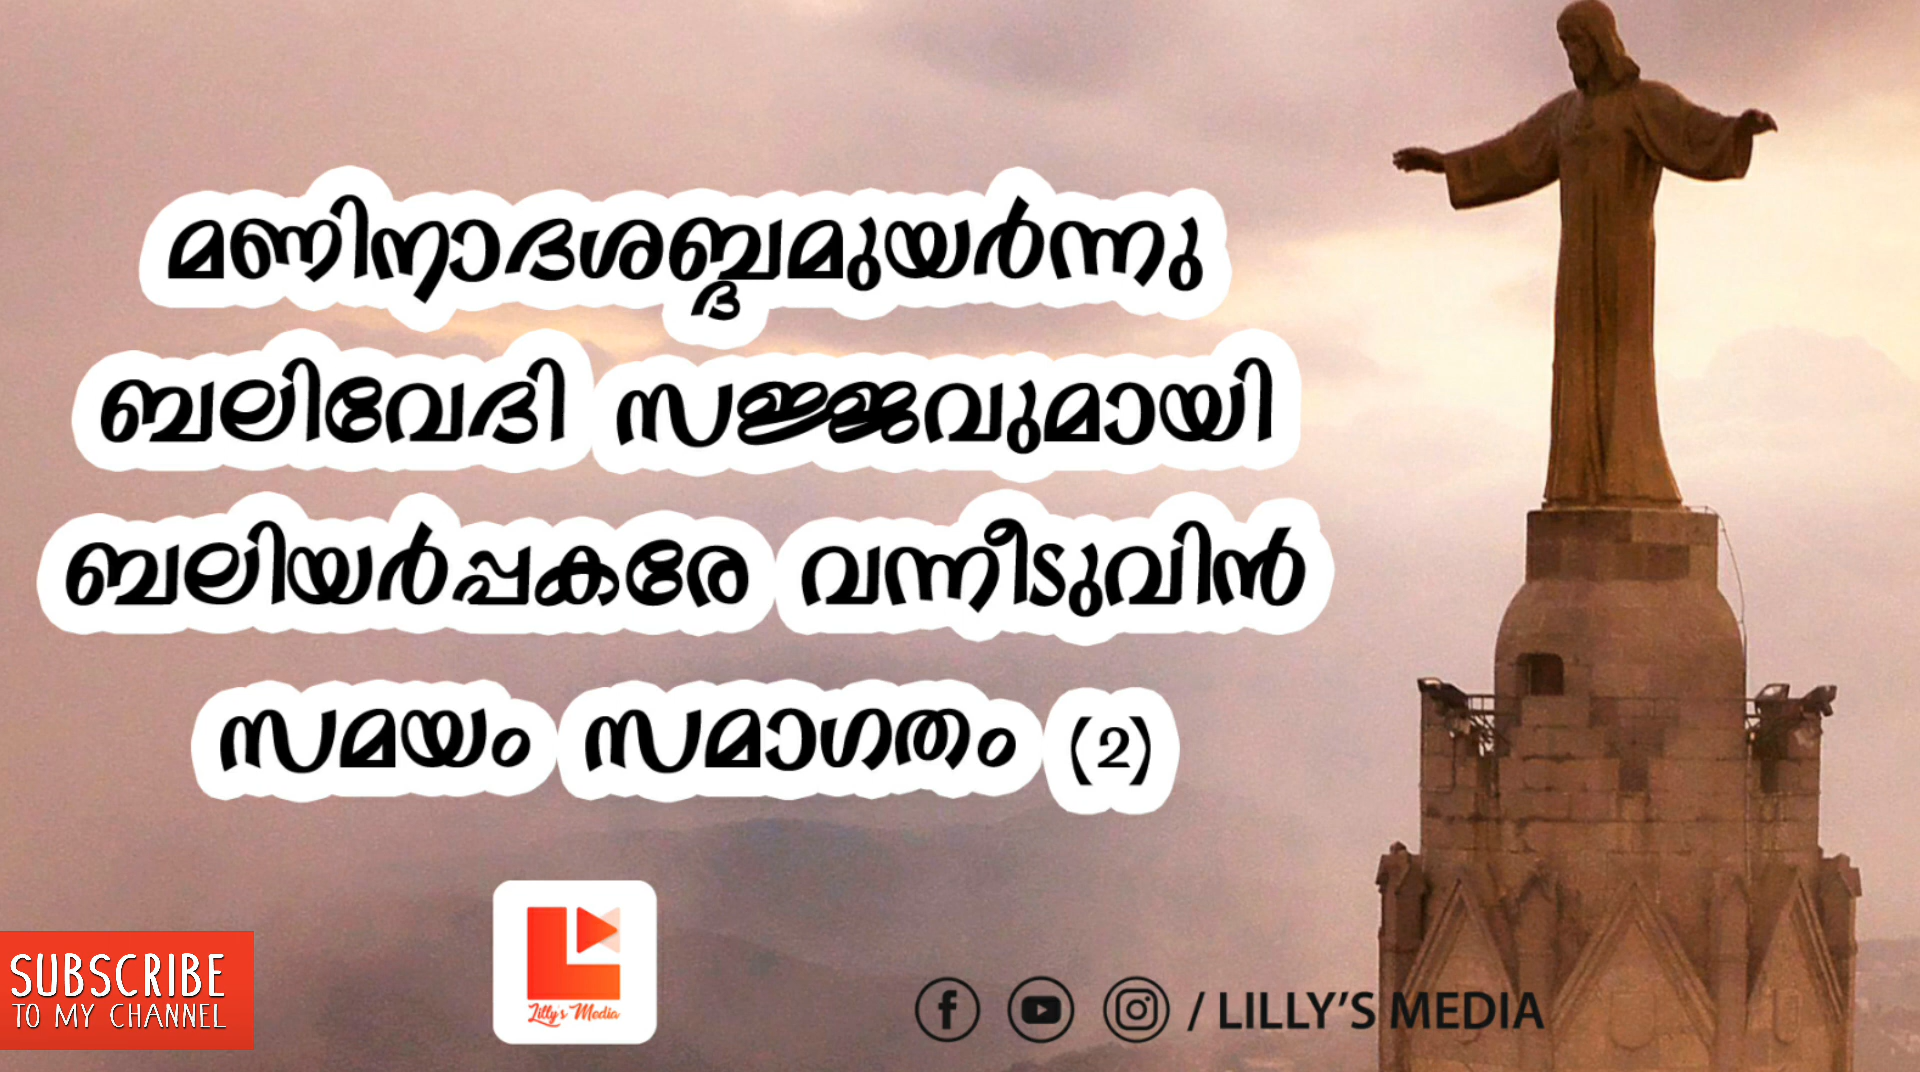 മണിനാദശബ്ദമുയർന്നു
ബലിവേദി സജ്ജവുമായി
ബലിയർപ്പകരേ വന്നീടുവിൻ
സമയം സമാഗതം (2)
Lilly's Media
SUBSCRIBE
TO MY CHANNEL
/ LILLY'S MEDIA